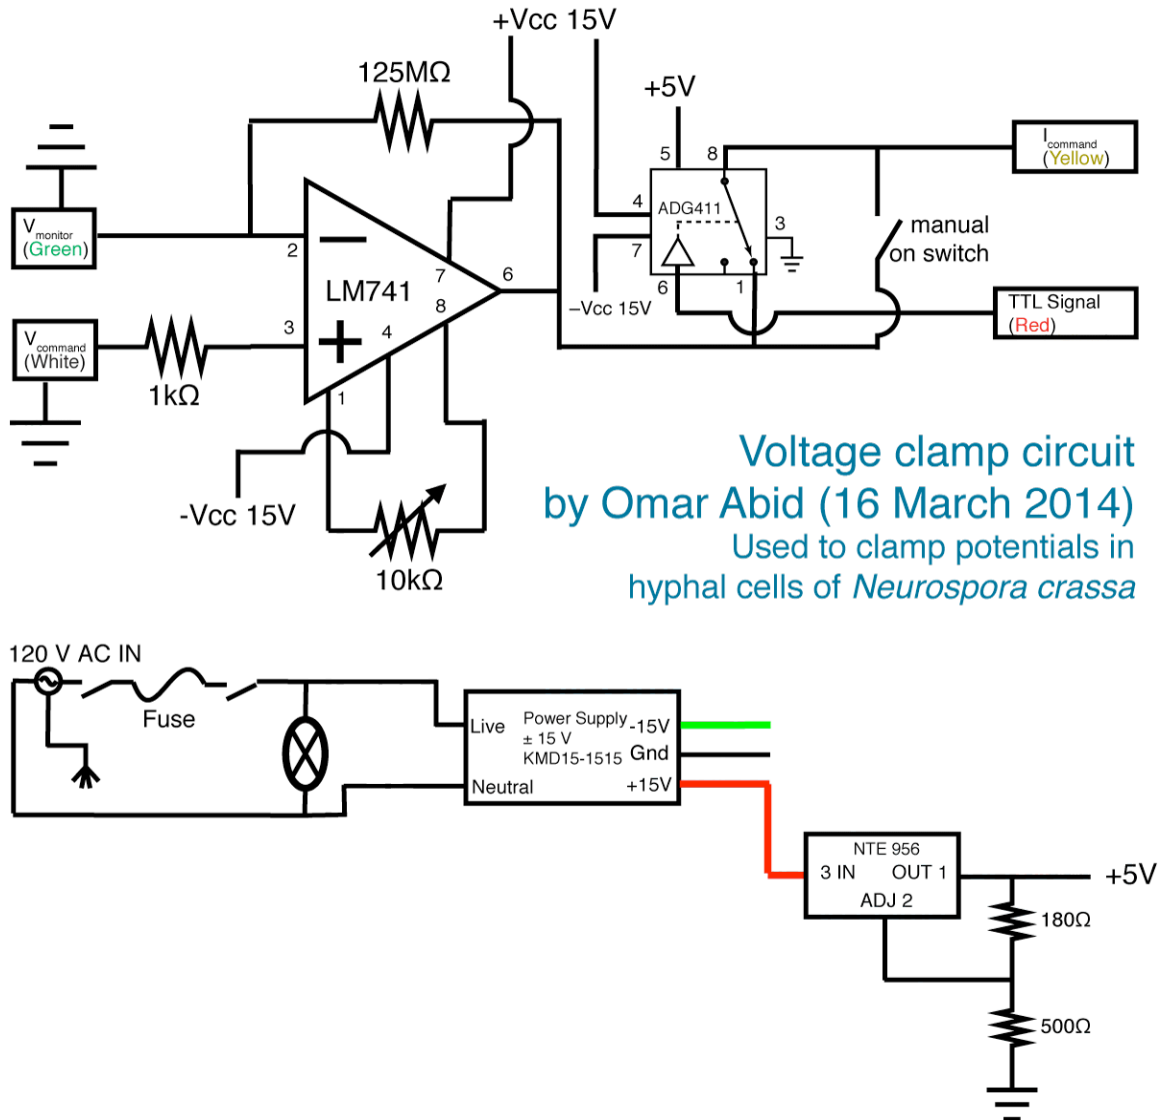 +Vcc 15V
125MΩ
+5V
5
8
I command
(Yellow)
4
ADG411
3
7
V monitor
(Green)
2
manual
on switch
7
6
LM741
8
–Vcc 15V
6
1
TTL Signal
(Red)
3
4
V command
(White)
1kΩ
1
-Vcc 15V
10kΩ
Voltage clamp circuit
by Omar Abid (16 March 2014)
Used to clamp potentials in
hyphal cells of Neurospora crassa
120 V AC IN
Fuse
Live
Power Supply
± 15 V
KMD15-1515
-15V
Gnd
Neutral
+15V
NTE 956
3 IN OUT 1
ADJ 2
+5V
180Ω
500Ω